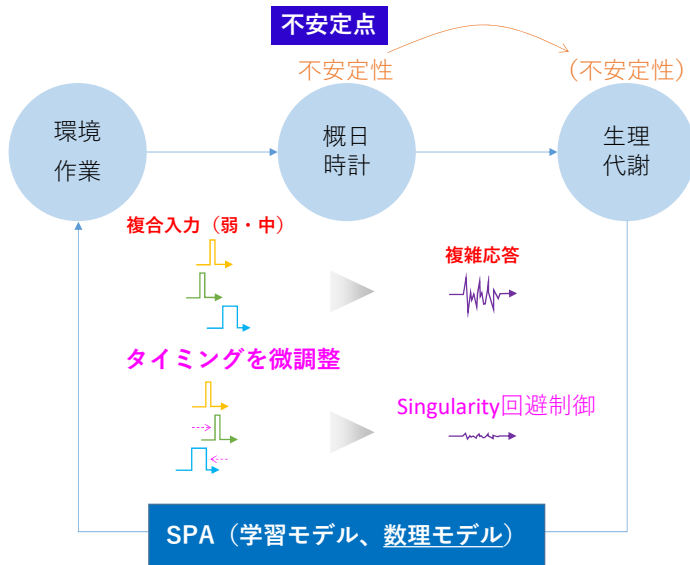 不安定点
不安定性
(不安定性)
環境
作業
概日
時計
生理
代謝
複合入力（弱・中）
複雑応答
タイミングを微調整
Singularity回避制御
SPA（学習モデル、数理モデル）